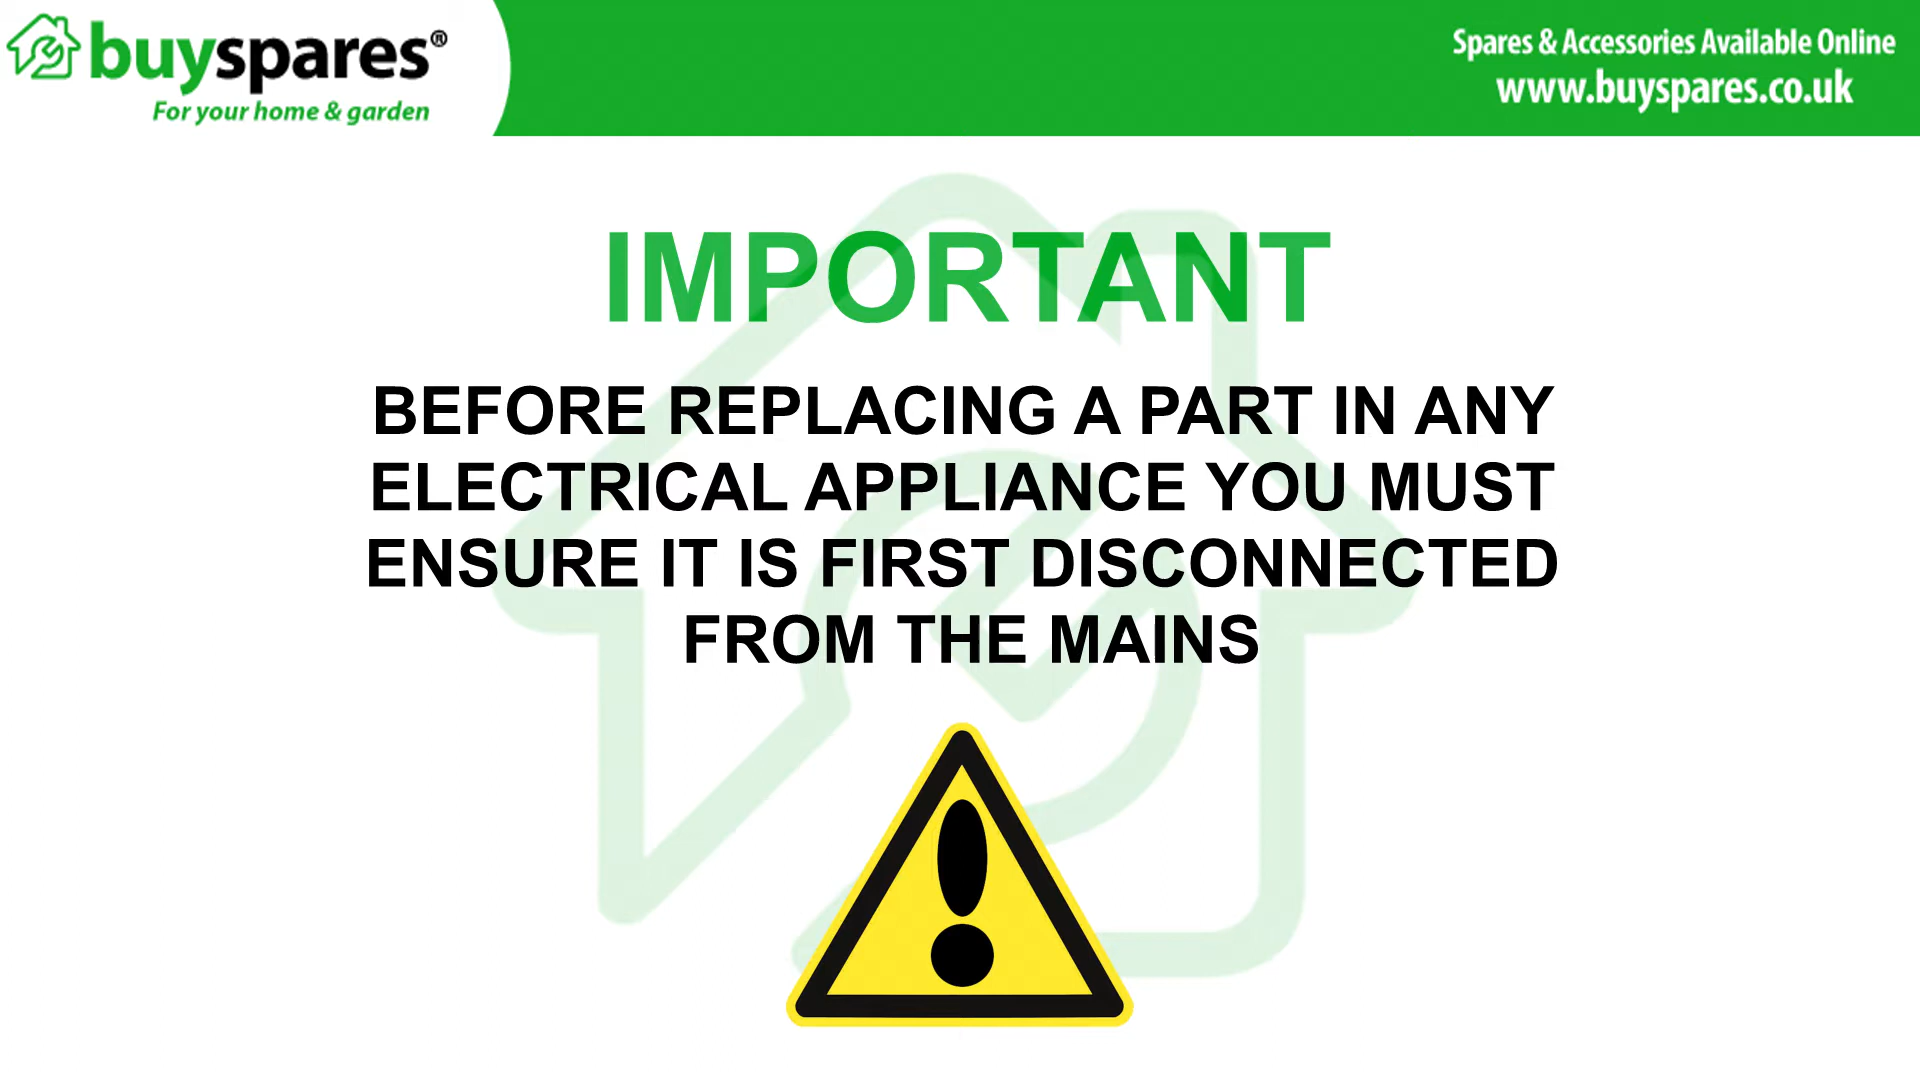 buyspares®
For your home & garden
Spares & Accessories Available Online
www.buyspares.co.uk
IMPORTANT
BEFORE REPLACING A PART IN ANY
ELECTRICAL APPLIANCE YOU MUST
ENSURE IT IS FIRST DISCONNECTED
FROM THE MAINS